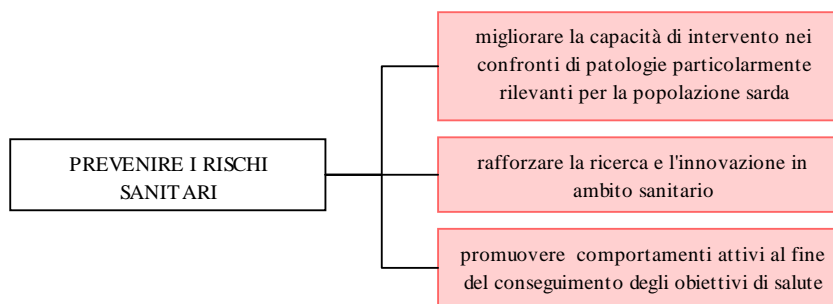 PREVENIRE I RISCHI
SANITARI
migliorare la capacità di intervento nei
confronti di patologie particolarmente
rilevanti per la popolazione sarda
rafforzare la ricerca e l'innovazione in
ambito sanitario
promuovere comportamenti attivi al fine
del conseguimento degli obiettivi di salute